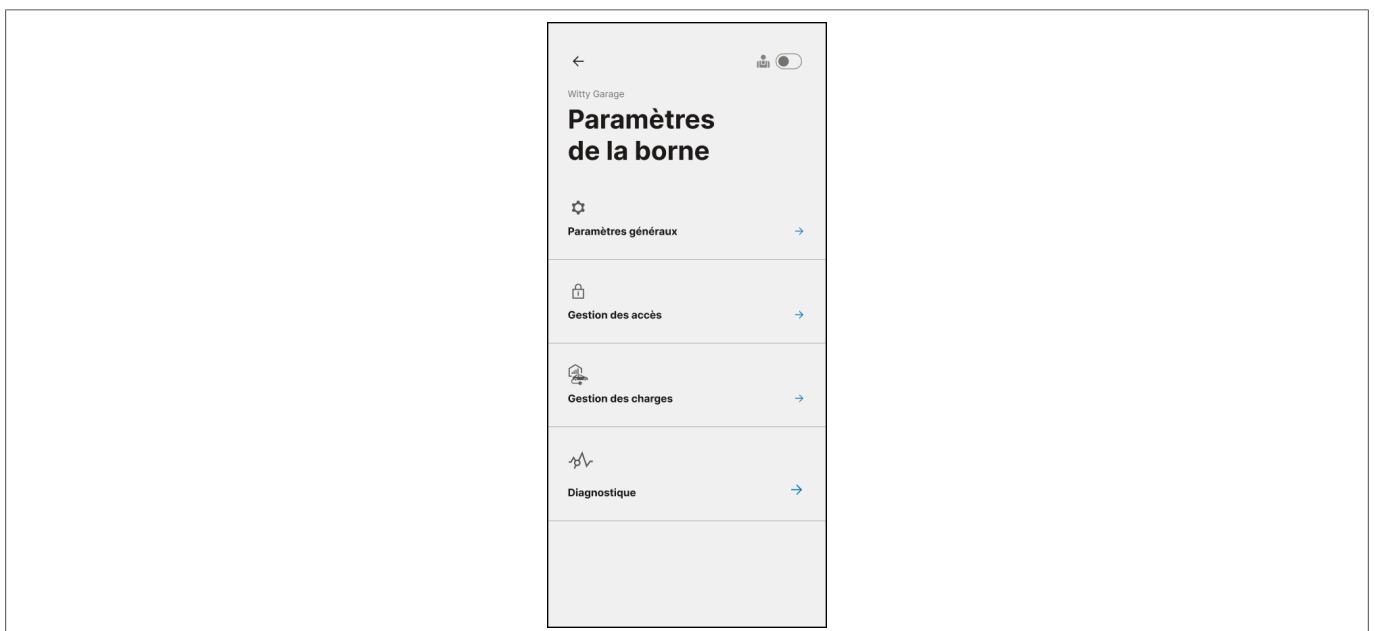 Witty Garage
Paramètres
de la borne
Paramètres généraux
Gestion des accès
Gestion des charges
Diagnostique